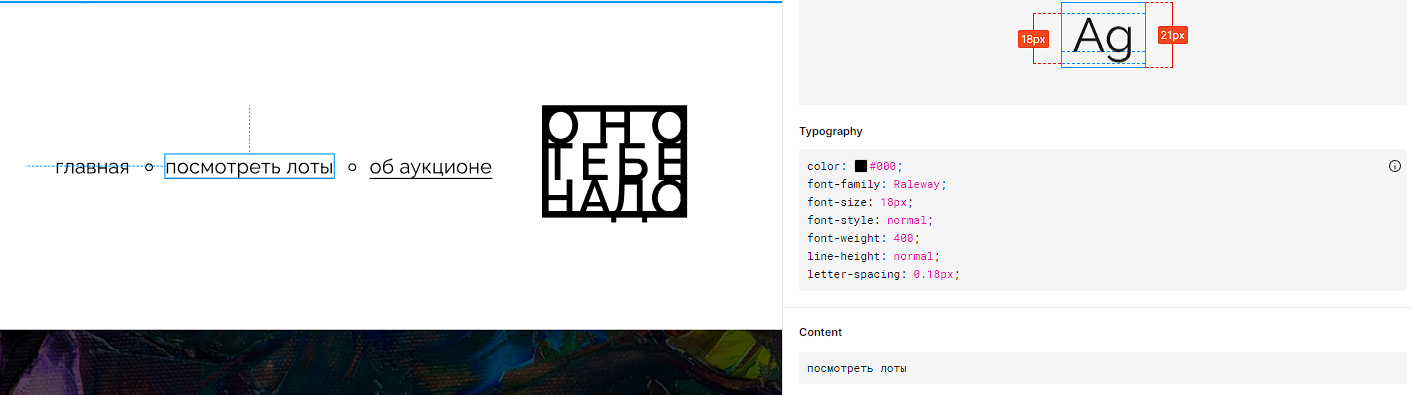 главная
посмотреть лоты
об аукционе
ОНО
ТЕБЕ
НАДО
18px
Ag
21px
Typography
color: #000;
font-family: Raleway;
font-size: 18px;
font-style: normal;
font-weight: 400;
line-height: normal;
letter-spacing: 0.18px;
Content
посмотреть лоты